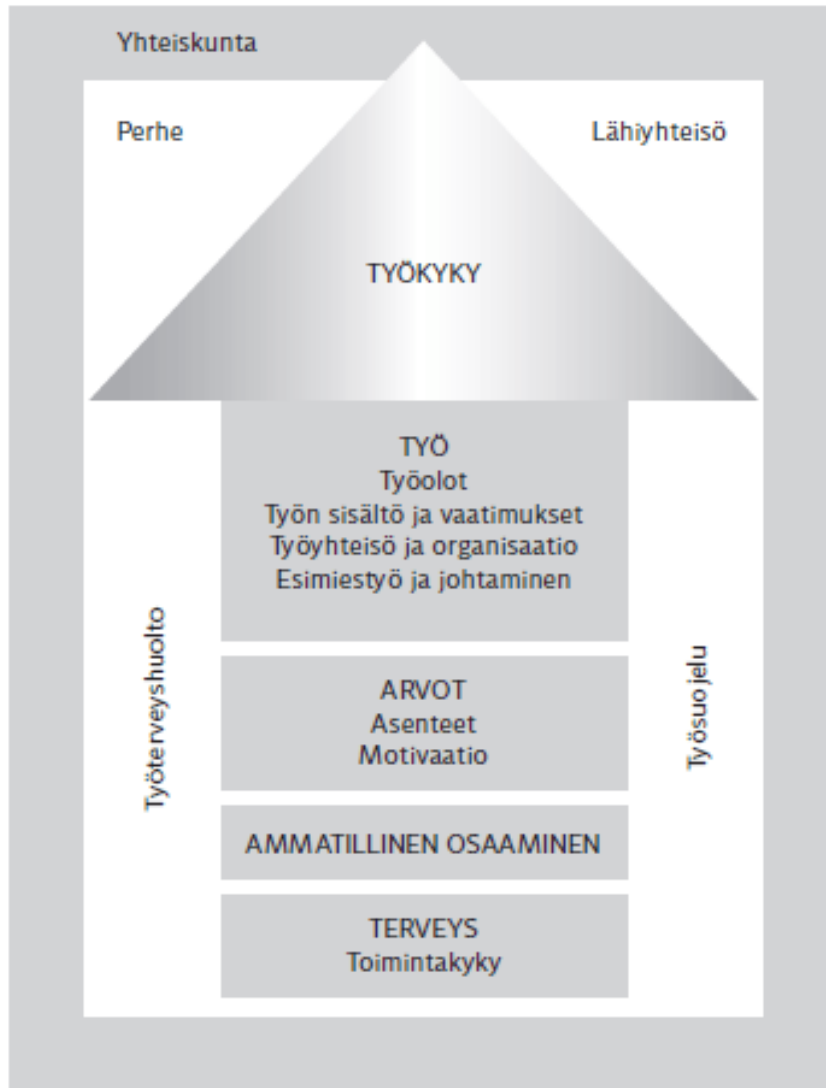 Yhteiskunta
Perhe
Lähiyhteisö
TYÖKYKY
TYÖ
Työolot
Työn sisältö ja vaatimukset
Työyhteisö ja organisaatio
Esimiestyö ja johtaminen
Työterveyshuolto
Työsuojelu
ARVOT
Asenteet
Motivaatio
AMMATILLINEN OSAAMINEN
TERVEYS
Toimintakyky